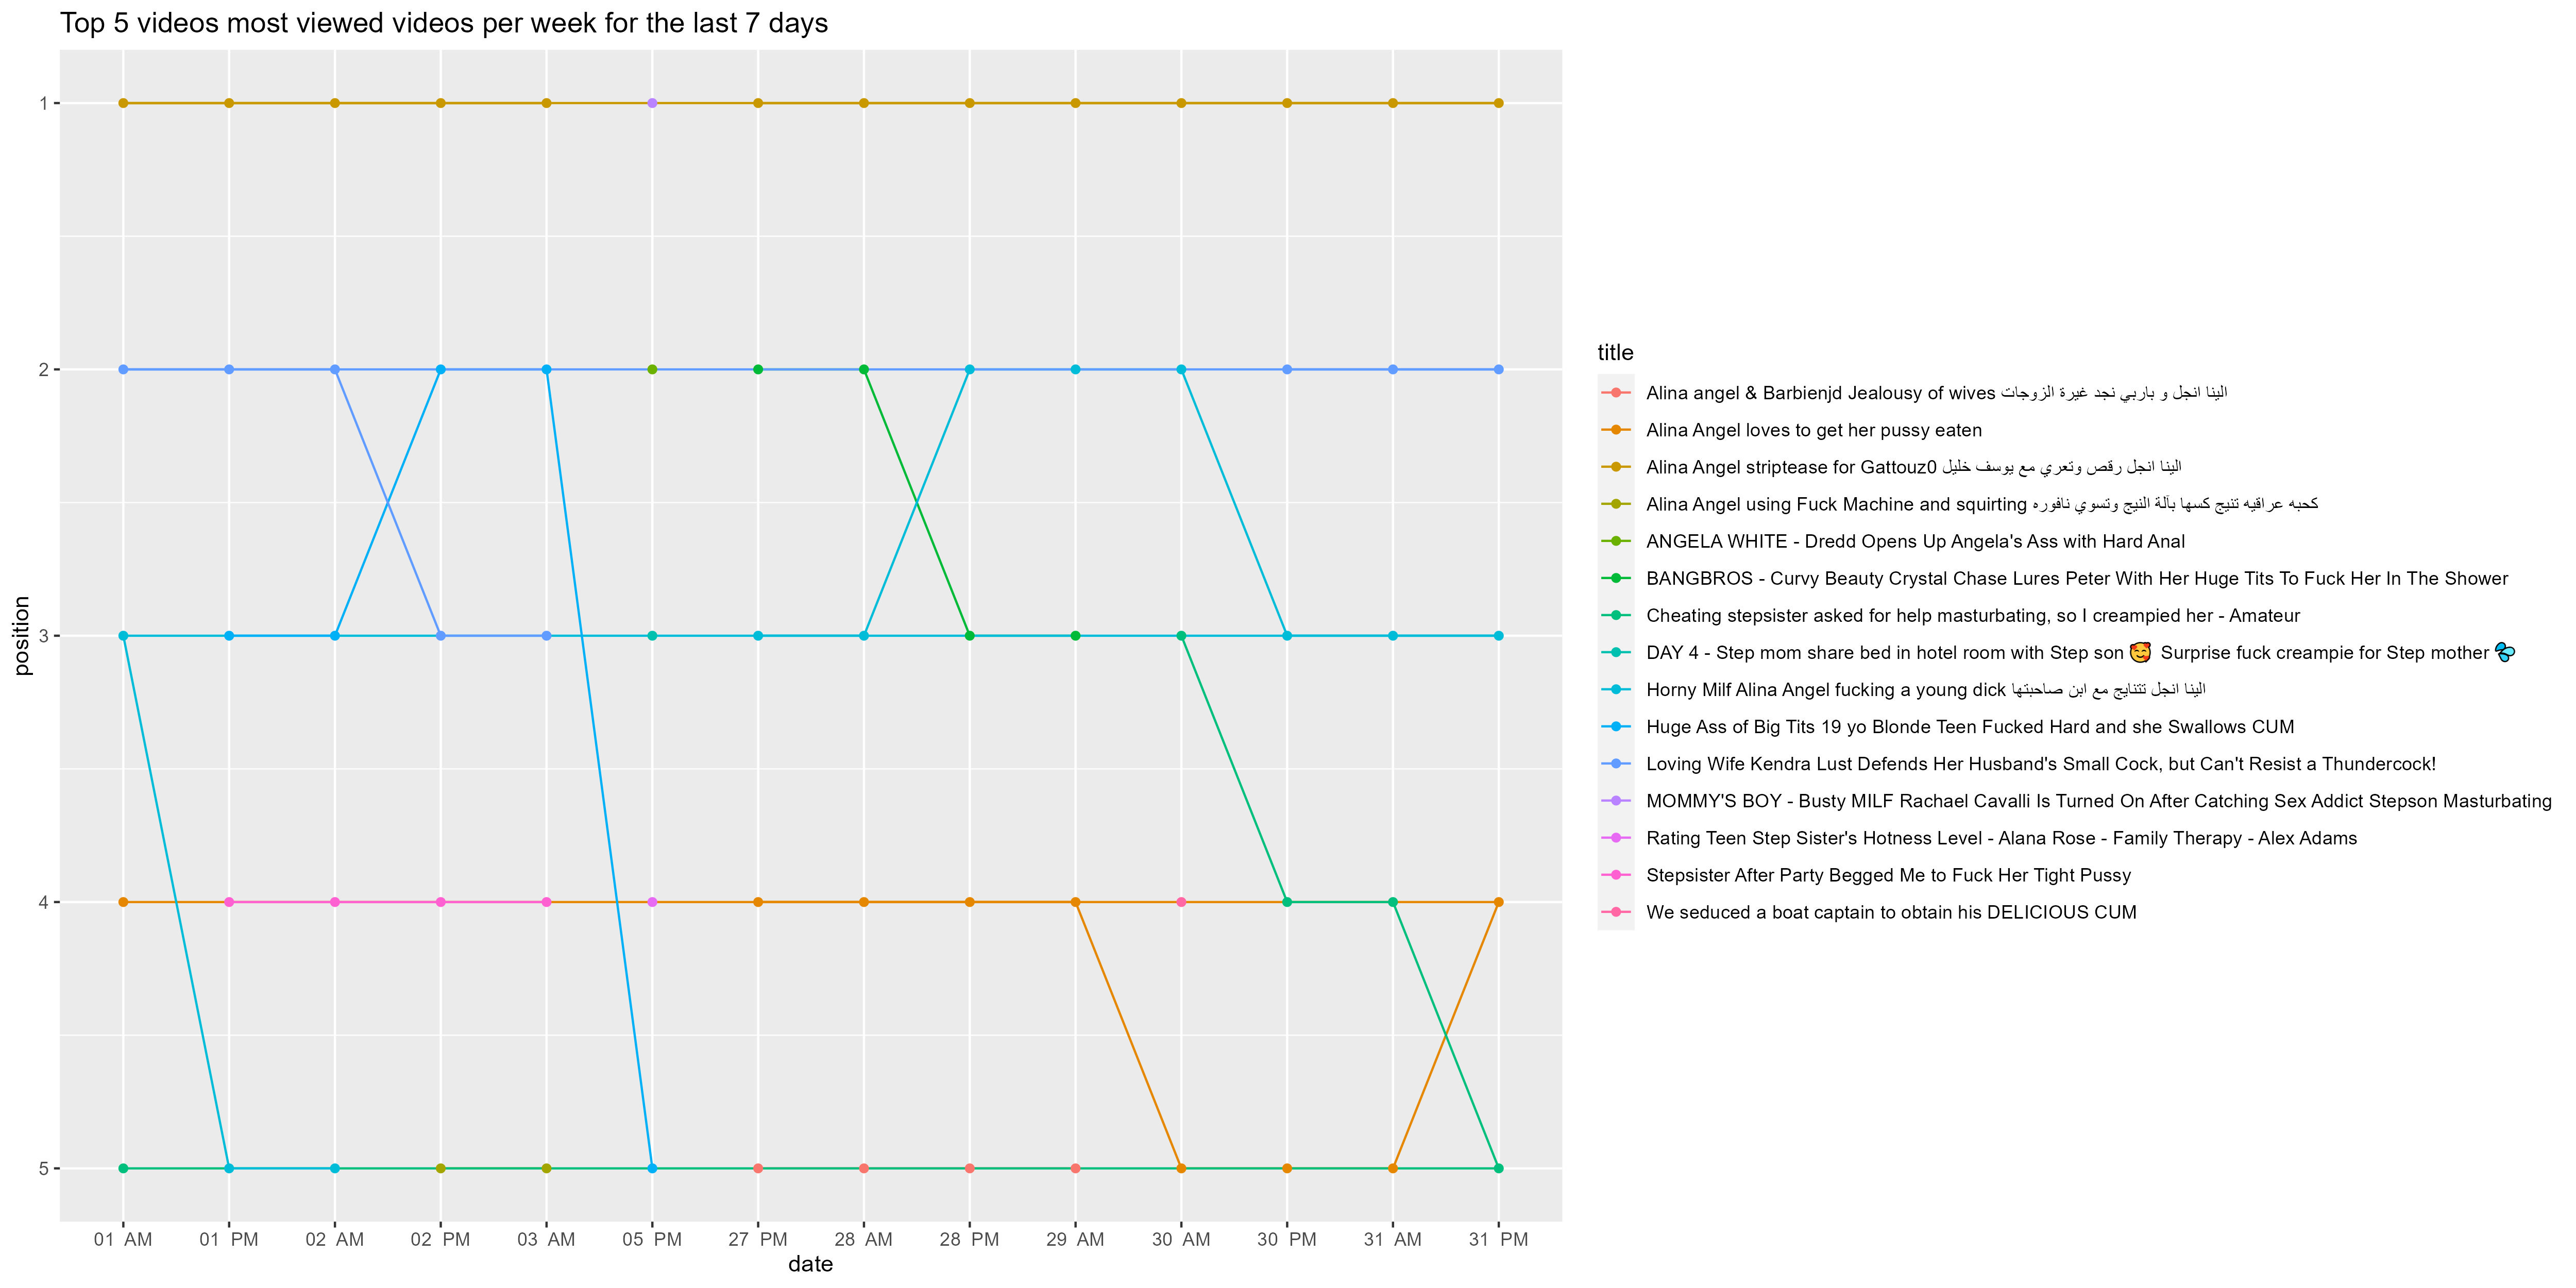 Top 5 videos most viewed videos per week for the last 7 days
position
1
2
3
4
5
01 AM
01 PM
02 AM
02 PM
03 AM
05 PM
27 PM
28 AM
28 PM
29 AM
30 AM
30 PM
31 AM
31 PM
date
title
Alina angel & Barbienjd Jealousy of wives الينا انجل و باربي نجد غيرة الزوجات
Alina Angel loves to get her pussy eaten
Alina Angel striptease for Gattouz0 الينا انجل رقص وتعري مع يوسف خليل
Alina Angel using Fuck Machine and squirting كحبه عراقيه تنيج كسها بآلة النيج وتسوي نافوره
ANGELA WHITE - Dredd Opens Up Angela's Ass with Hard Anal
BANGBROS - Curvy Beauty Crystal Chase Lures Peter With Her Huge Tits To Fuck Her In The Shower
Cheating stepsister asked for help masturbating, so I creampied her - Amateur
DAY 4 - Step mom share bed in hotel room with Step son 🥰 Surprise fuck creampie for Step mother 💦
Horny Milf Alina Angel fucking a young dick الينا انجل تتنايج مع ابن صاحبتها
Huge Ass of Big Tits 19 yo Blonde Teen Fucked Hard and she Swallows CUM
Loving Wife Kendra Lust Defends Her Husband's Small Cock, but Can't Resist a Thundercock!
MOMMY'S BOY - Busty MILF Rachael Cavalli Is Turned On After Catching Sex Addict Stepson Masturbating
Rating Teen Step Sister's Hotness Level - Alana Rose - Family Therapy - Alex Adams
Stepsister After Party Begged Me to Fuck Her Tight Pussy
We seduced a boat captain to obtain his DELICIOUS CUM